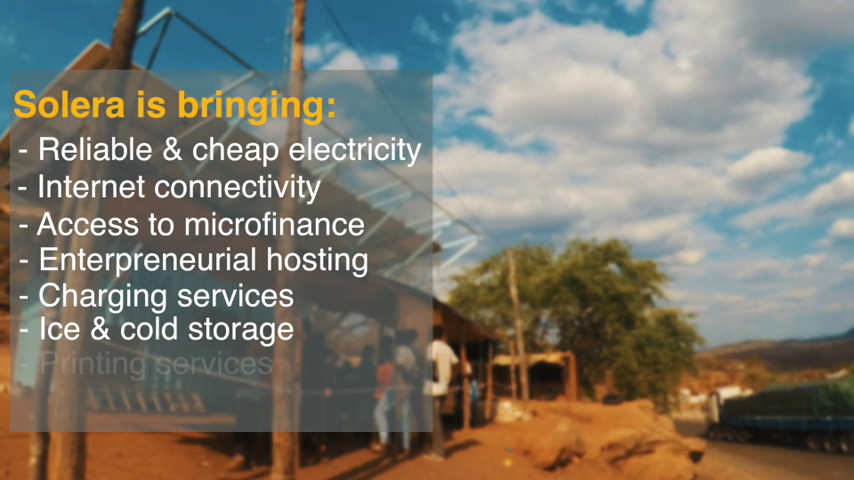 Solera is bringing:
- Reliable & cheap electricity
- Internet connectivity
- Access to microfinance
- Enterpreneurial hosting
- Charging services
- Ice & cold storage
- Printing services